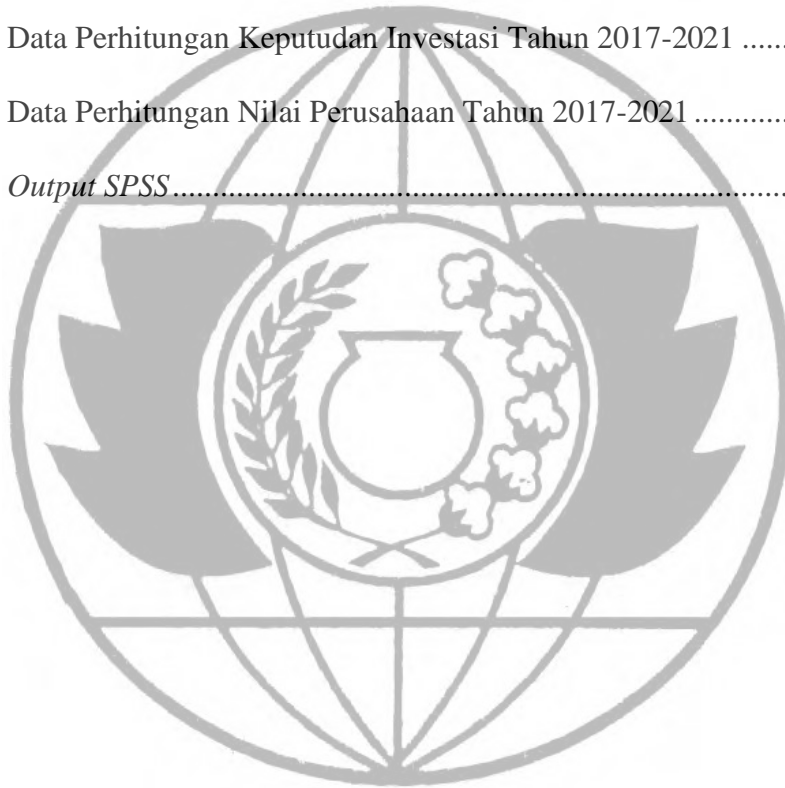 Data Perhitungan Keputudan Investasi Tahun 2017-2021 ......
Data Perhitungan Nilai Perusahaan Tahun 2017-2021 ............
Output SPSS ...............................................................................